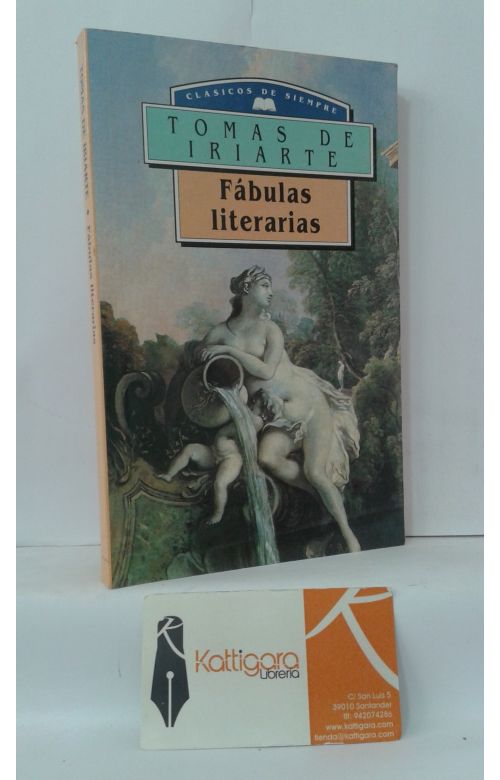 CLASICOS DE SIEMPRE
TOMAS DE
IRIARTE
Fábulas
literarias
TOMAS DE IRIARTE • Fábulas literarias
Kattigara
Librería
C/ San Luis 5
39010 Santander
tlf: 942074286
www.kattigara.com
tienda@kattigara.com